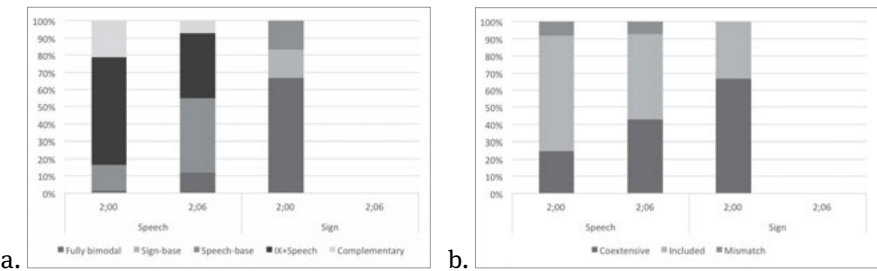 100%
90%
80%
70%
60%
50%
40%
30%
20%
10%
0%
2;00 2;06 2;00 2;06
Speech Sign
Fully bimodal Sign-base Speech-base IX+Speech Complementary
a.
100%
90%
80%
70%
60%
50%
40%
30%
20%
10%
0%
2;00 2;06 2;00 2;06
Speech Sign
Coextensive Included Mismatch
b.